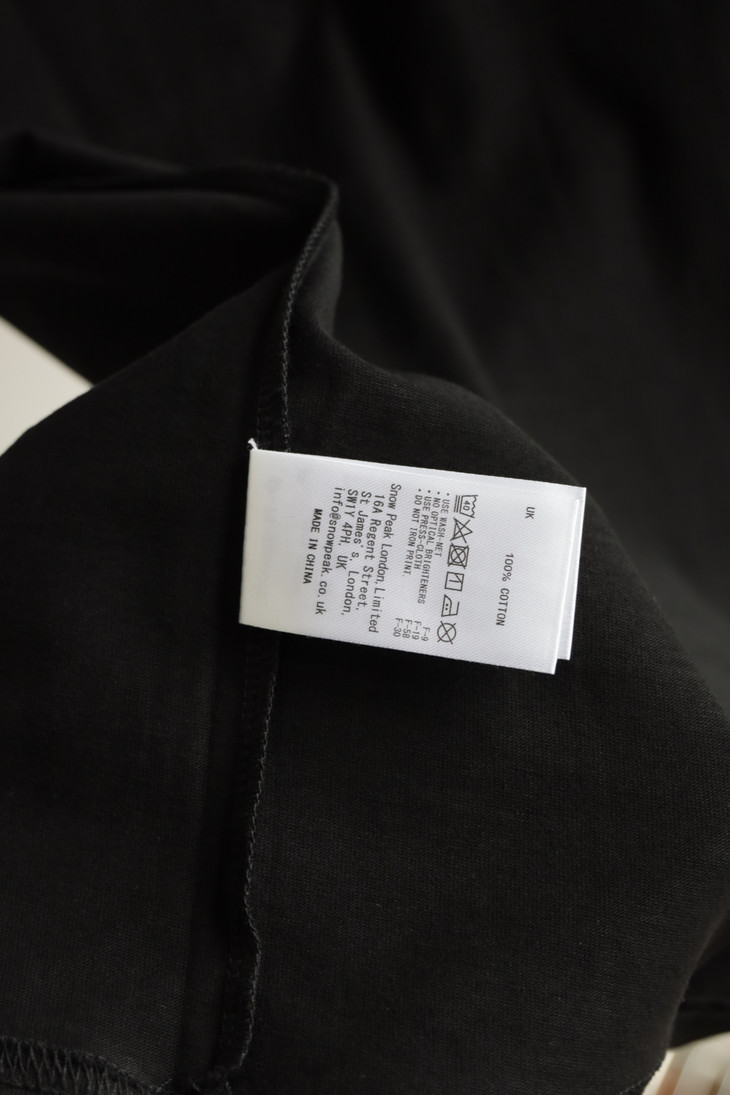 UK
100% COTTON
40
・USE WASH-NET
・NO OPTICAL BRIGHTENERS
・USE PRESS-CLOTH
・DO NOT IRON PRINT.
F-9
F-19
F-58
F-30
Snow Peak London, Limited
16A Regent Street,
St James's, London,
SW1Y 4PH, UK
info@snowpeak.co.uk
MADE IN CHINA